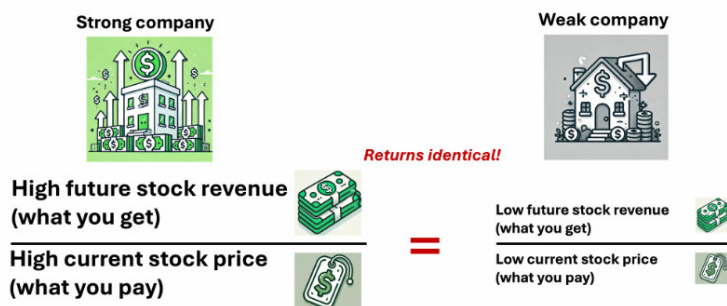 Strong company
Weak company
Returns identical!
High future stock revenue
(what you get)
High current stock price
(what you pay)
=
Low future stock revenue
(what you get)
Low current stock price
(what you pay)